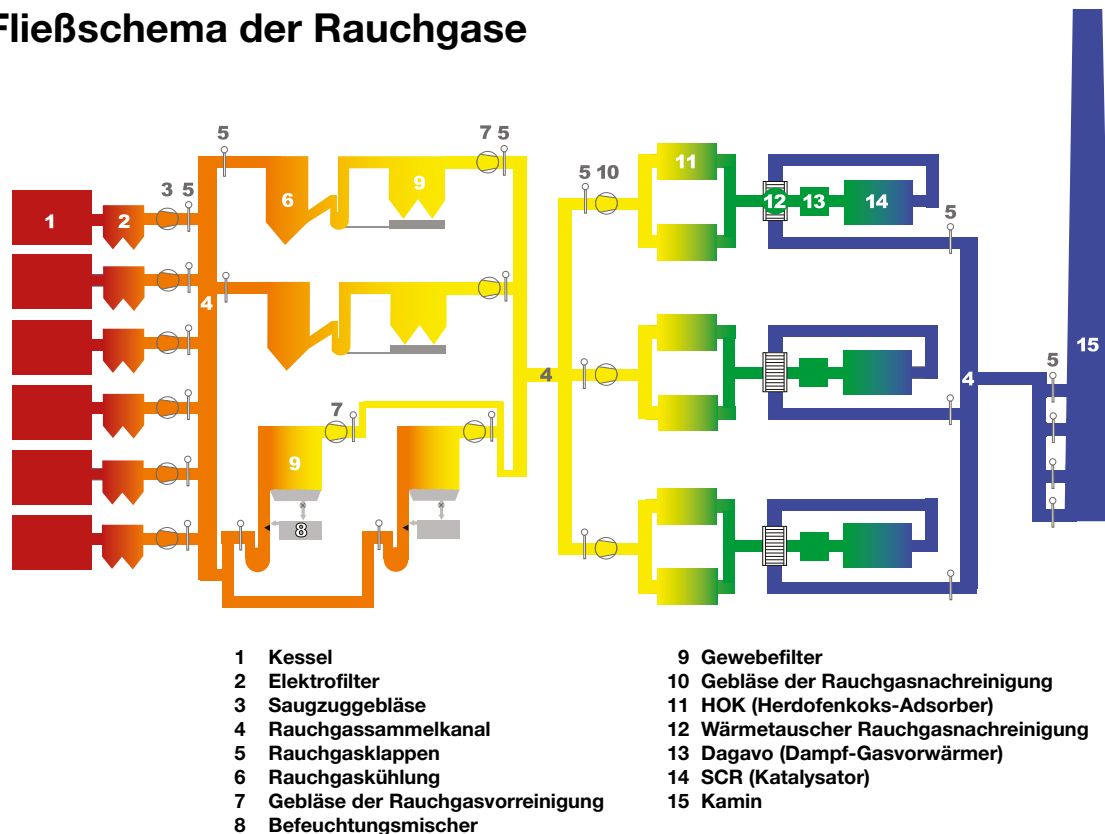 Fließschema der Rauchgase
5
7 5
3 5
1
2
6
9
5 10
11
12
13
14
5
4
4
4
15
5
7
9
8
1 Kessel
2 Elektrofilter
3 Saugzuggebläse
4 Rauchgassammelkanal
5 Rauchgasklappen
6 Rauchgaskühlung
7 Gebläse der Rauchgasvorreinigung
8 Befeuchtungsmischer
9 Gewebefilter
10 Gebläse der Rauchgasnachreinigung
11 HOK (Herdofenkoks-Adsorber)
12 Wärmetauscher Rauchgasnachreinigung
13 Dagavo (Dampf-Gasvorwärmer)
14 SCR (Katalysator)
15 Kamin